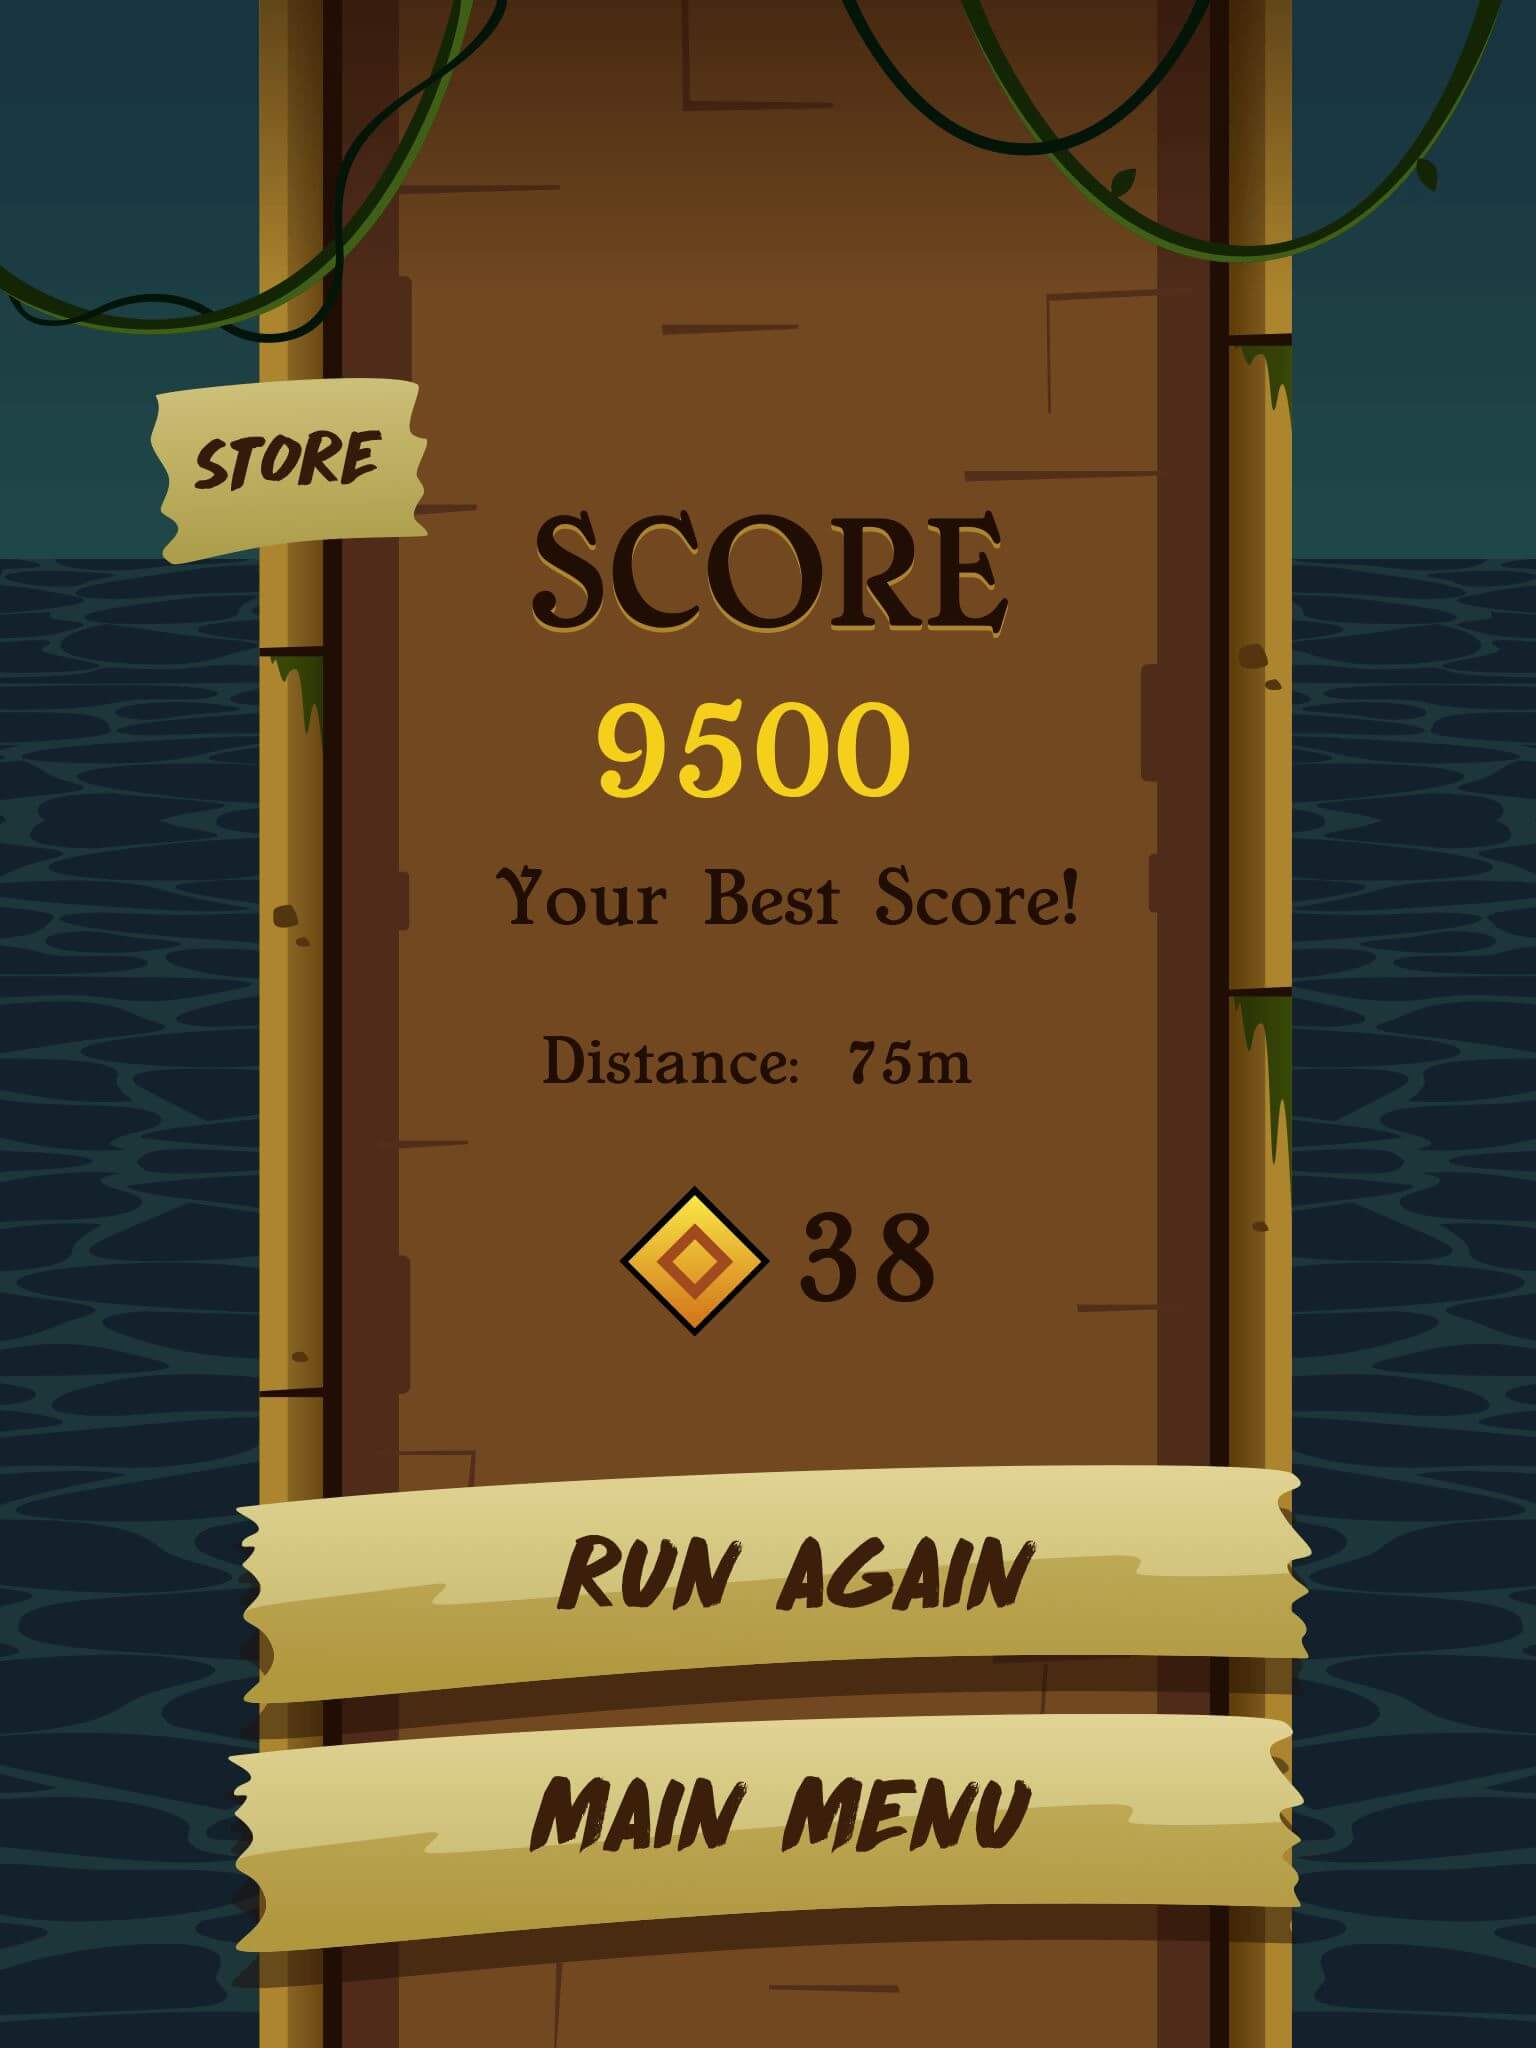 STORE
SCORE
9500
Your Best Score!
Distance: 75m
38
RUN AGAIN
MAIN MENU